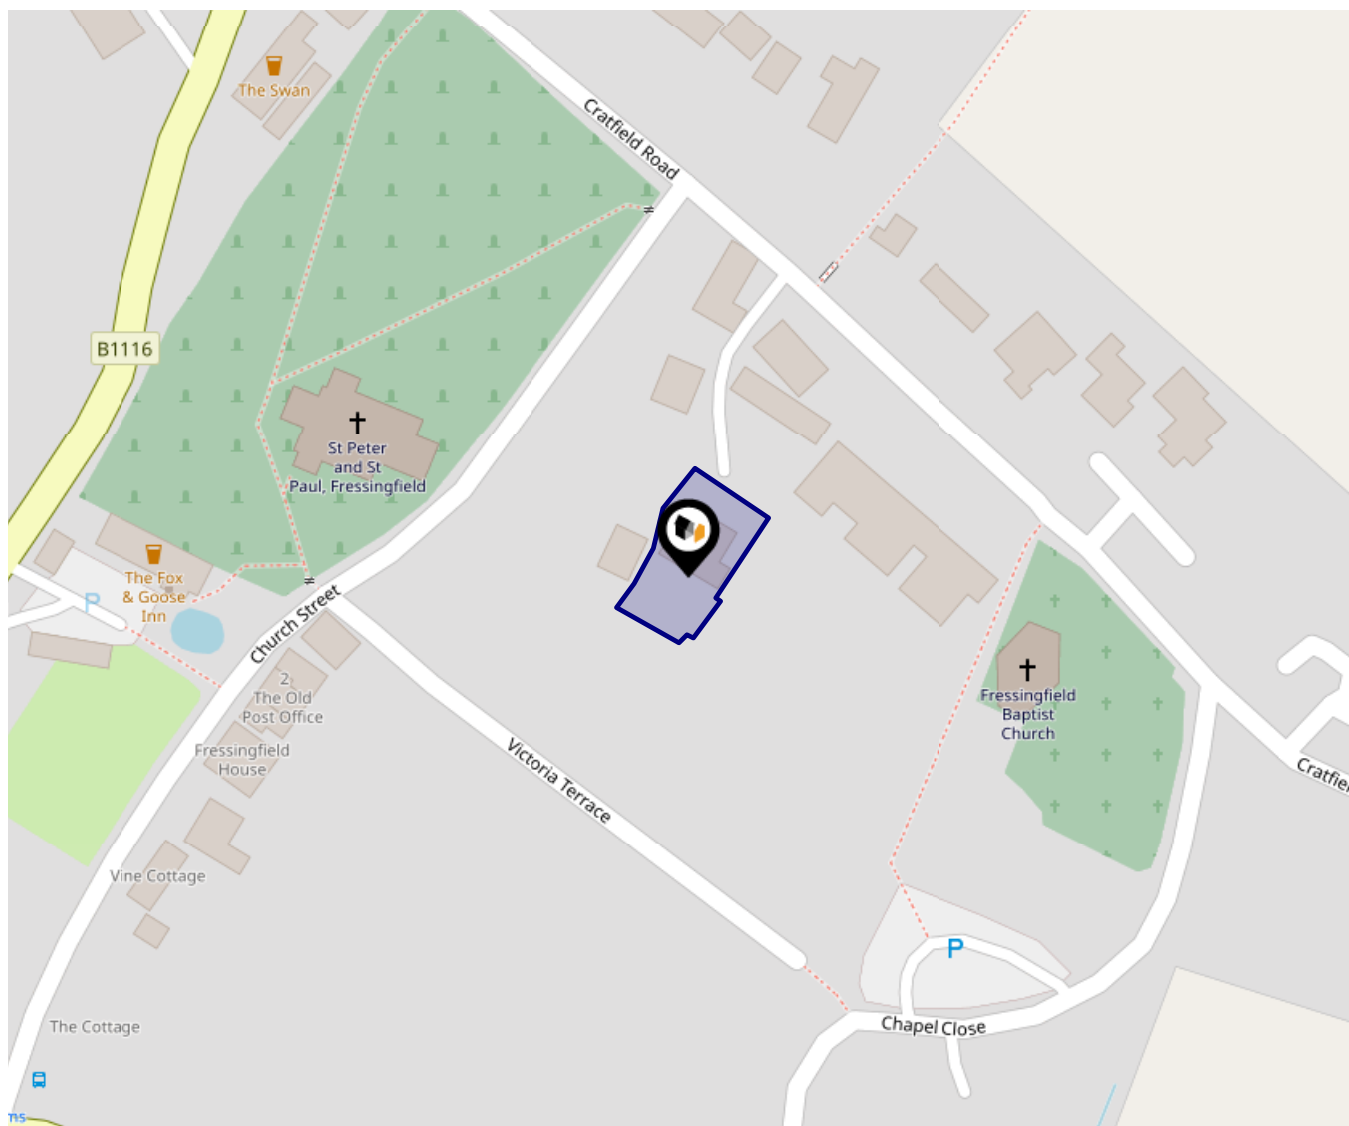 The Swan
Cratfield Road
B1116
St Peter
and St
Paul, Fressingfield
The Fox
& Goose
Inn
P
Church Street
2
The Old
Post Office
Fressingfield
House
Fressingfield
Baptist
Church
Victoria Terrace
Cratfie
Vine Cottage
P
The Cottage
Chapel Close
ms